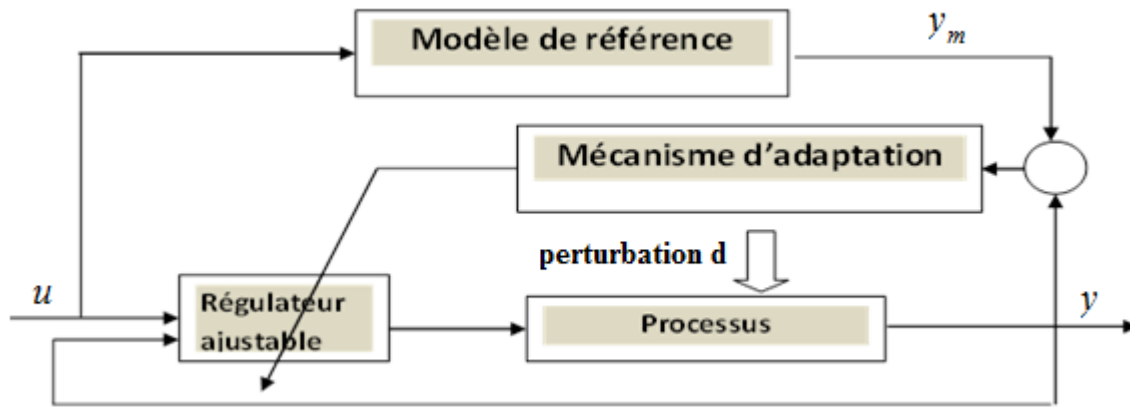 Modèle de référence
y_m
Mécanisme d'adaptation
perturbation d
u
Régulateur
ajustable
Processus
y